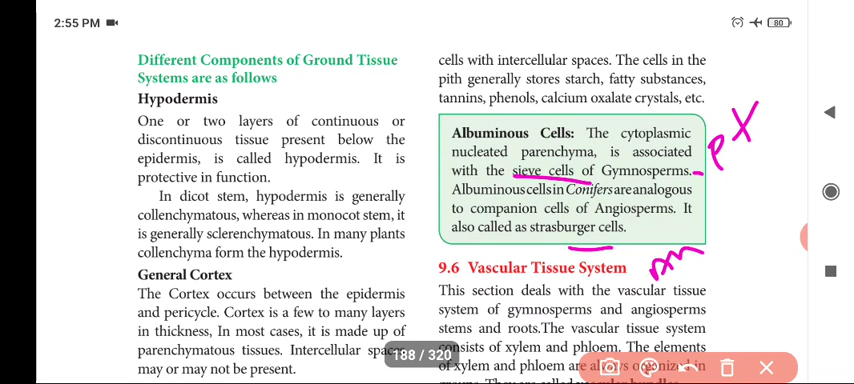 2:55 PM
80
Different Components of Ground Tissue
Systems are as follows
Hypodermis
One or two layers of continuous or
discontinuous tissue present below the
epidermis, is called hypodermis. It is
protective in function.
In dicot stem, hypodermis is generally
collenchymatous, whereas in monocot stem, it
is generally sclerenchymatous. In many plants
collenchyma form the hypodermis.
General Cortex
The Cortex occurs between the epidermis
and pericycle. Cortex is a few to many layers
in thickness, In most cases, it is made up of
parenchymatous tissues. Intercellular spaces
may or may not be present.
cells with intercellular spaces. The cells in the
pith generally stores starch, fatty substances,
tannins, phenols, calcium oxalate crystals, etc.
Albuminous Cells: The cytoplasmic
nucleated parenchyma, is associated
with the sieve cells of Gymnosperms.
Albuminous cells in Conifers are analogous
to companion cells of Angiosperms. It
also called as strasburger cells.
9.6 Vascular Tissue System
This section deals with the vascular tissue
system of gymnosperms and angiosperms
stems and roots.The vascular tissue system
consists of xylem and phloem. The elements
of xylem and phloem are always organized in
groups. They are called vascular bundles
188 / 320